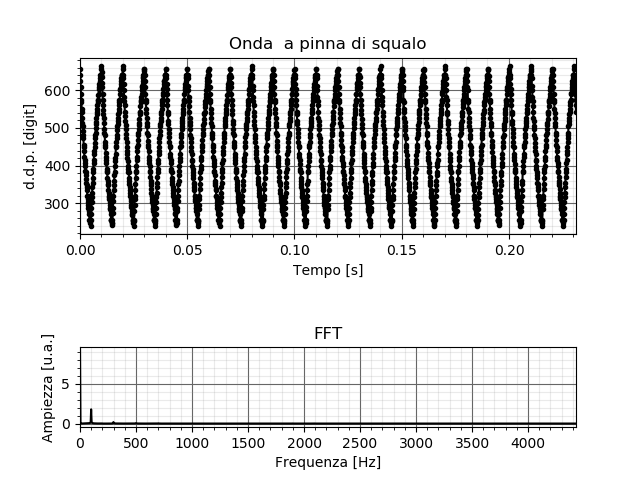 Onda  a pinna di squalo
600
500
400
300
d.d.p. [digit]
0.00 0.05 0.10 0.15 0.20
Tempo [s]
FFT
5
0
Ampiezza [u.a.]
0 500 1000 1500 2000 2500 3000 3500 4000
Frequenza [Hz]